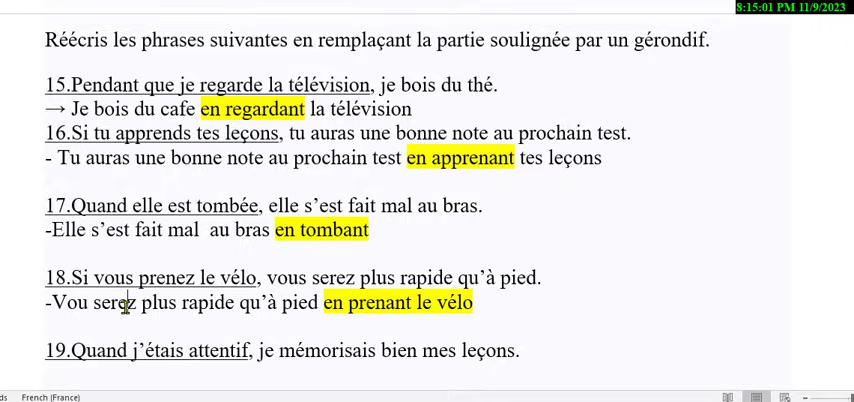 8:15:01 PM 11/9/2023
Réécris les phrases suivantes en remplaçant la partie soulignée par un gérondif.
15.Pendant que je regarde la télévision, je bois du thé.
→ Je bois du cafe en regardant la télévision
16.Si tu apprends tes leçons, tu auras une bonne note au prochain test.
- Tu auras une bonne note au prochain test en apprenant tes leçons
17.Quand elle est tombée, elle s’est fait mal au bras.
-Elle s’est fait mal au bras en tombant
18.Si vous prenez le vélo, vous serez plus rapide qu’à pied.
-Vou serez plus rapide qu’à pied en prenant le vélo
19.Quand j’étais attentif, je mémorisais bien mes leçons.
ds French (France)